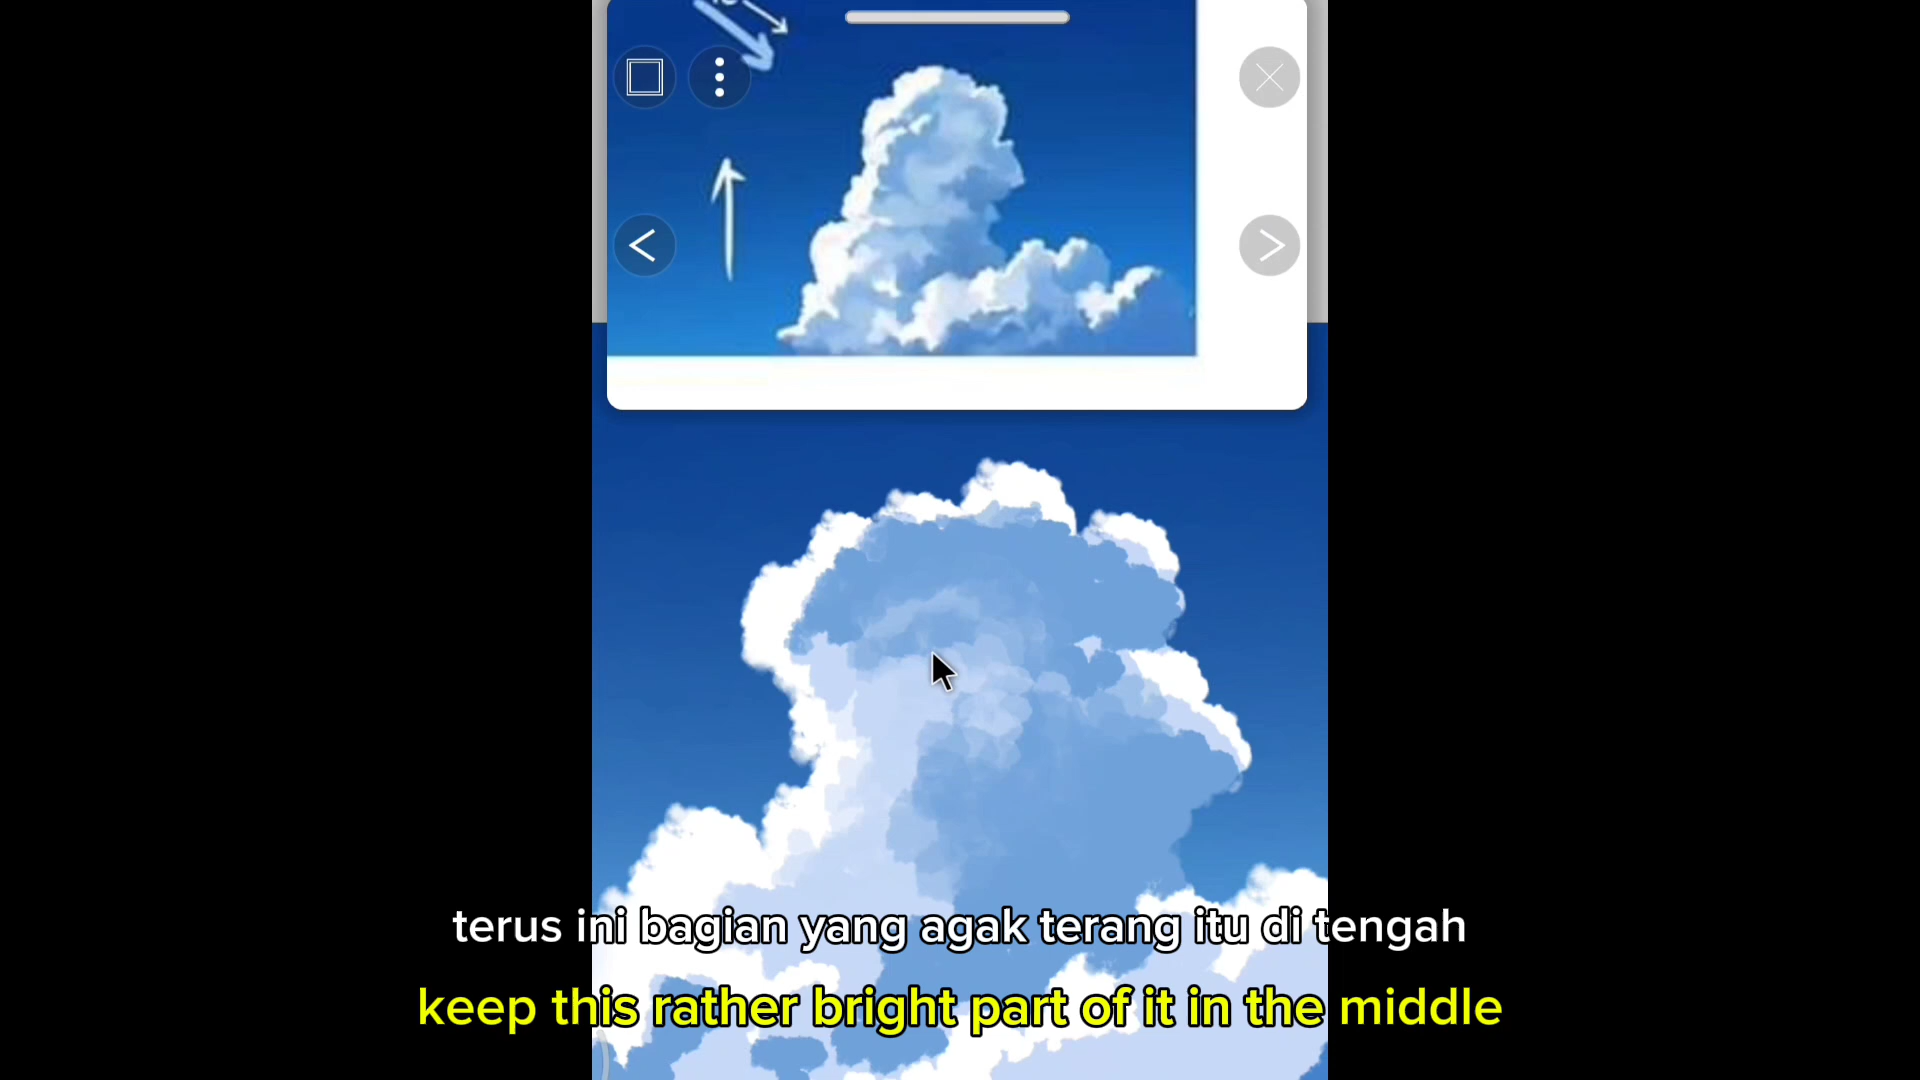 terus ini bagian yang agak terang itu di tengah
keep this rather bright part of it in the middle